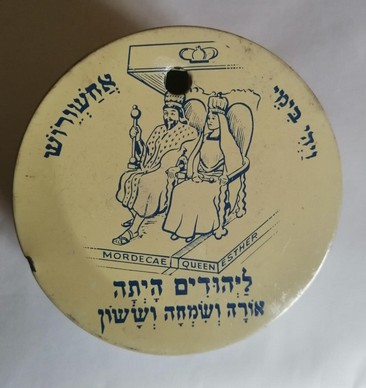 וַיְהִי בִּימֵי
אֲחַשְׁוֵרוֹשׁ
MORDECAE QUEEN ESTHER
לַיְהוּדִים הָיְתָה
אוֹרָה וְשִׂמְחָה וְשָׂשׂוֹן